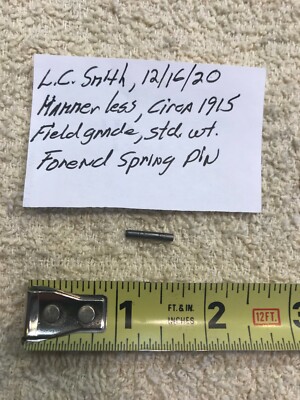 L.C. Smith, 12/16/20
Hammerless, Circa 1915
Fieldgrade, std. wt.
Forend Spring Pin
1 FT. & IN. INCHES 2 12FT. 3